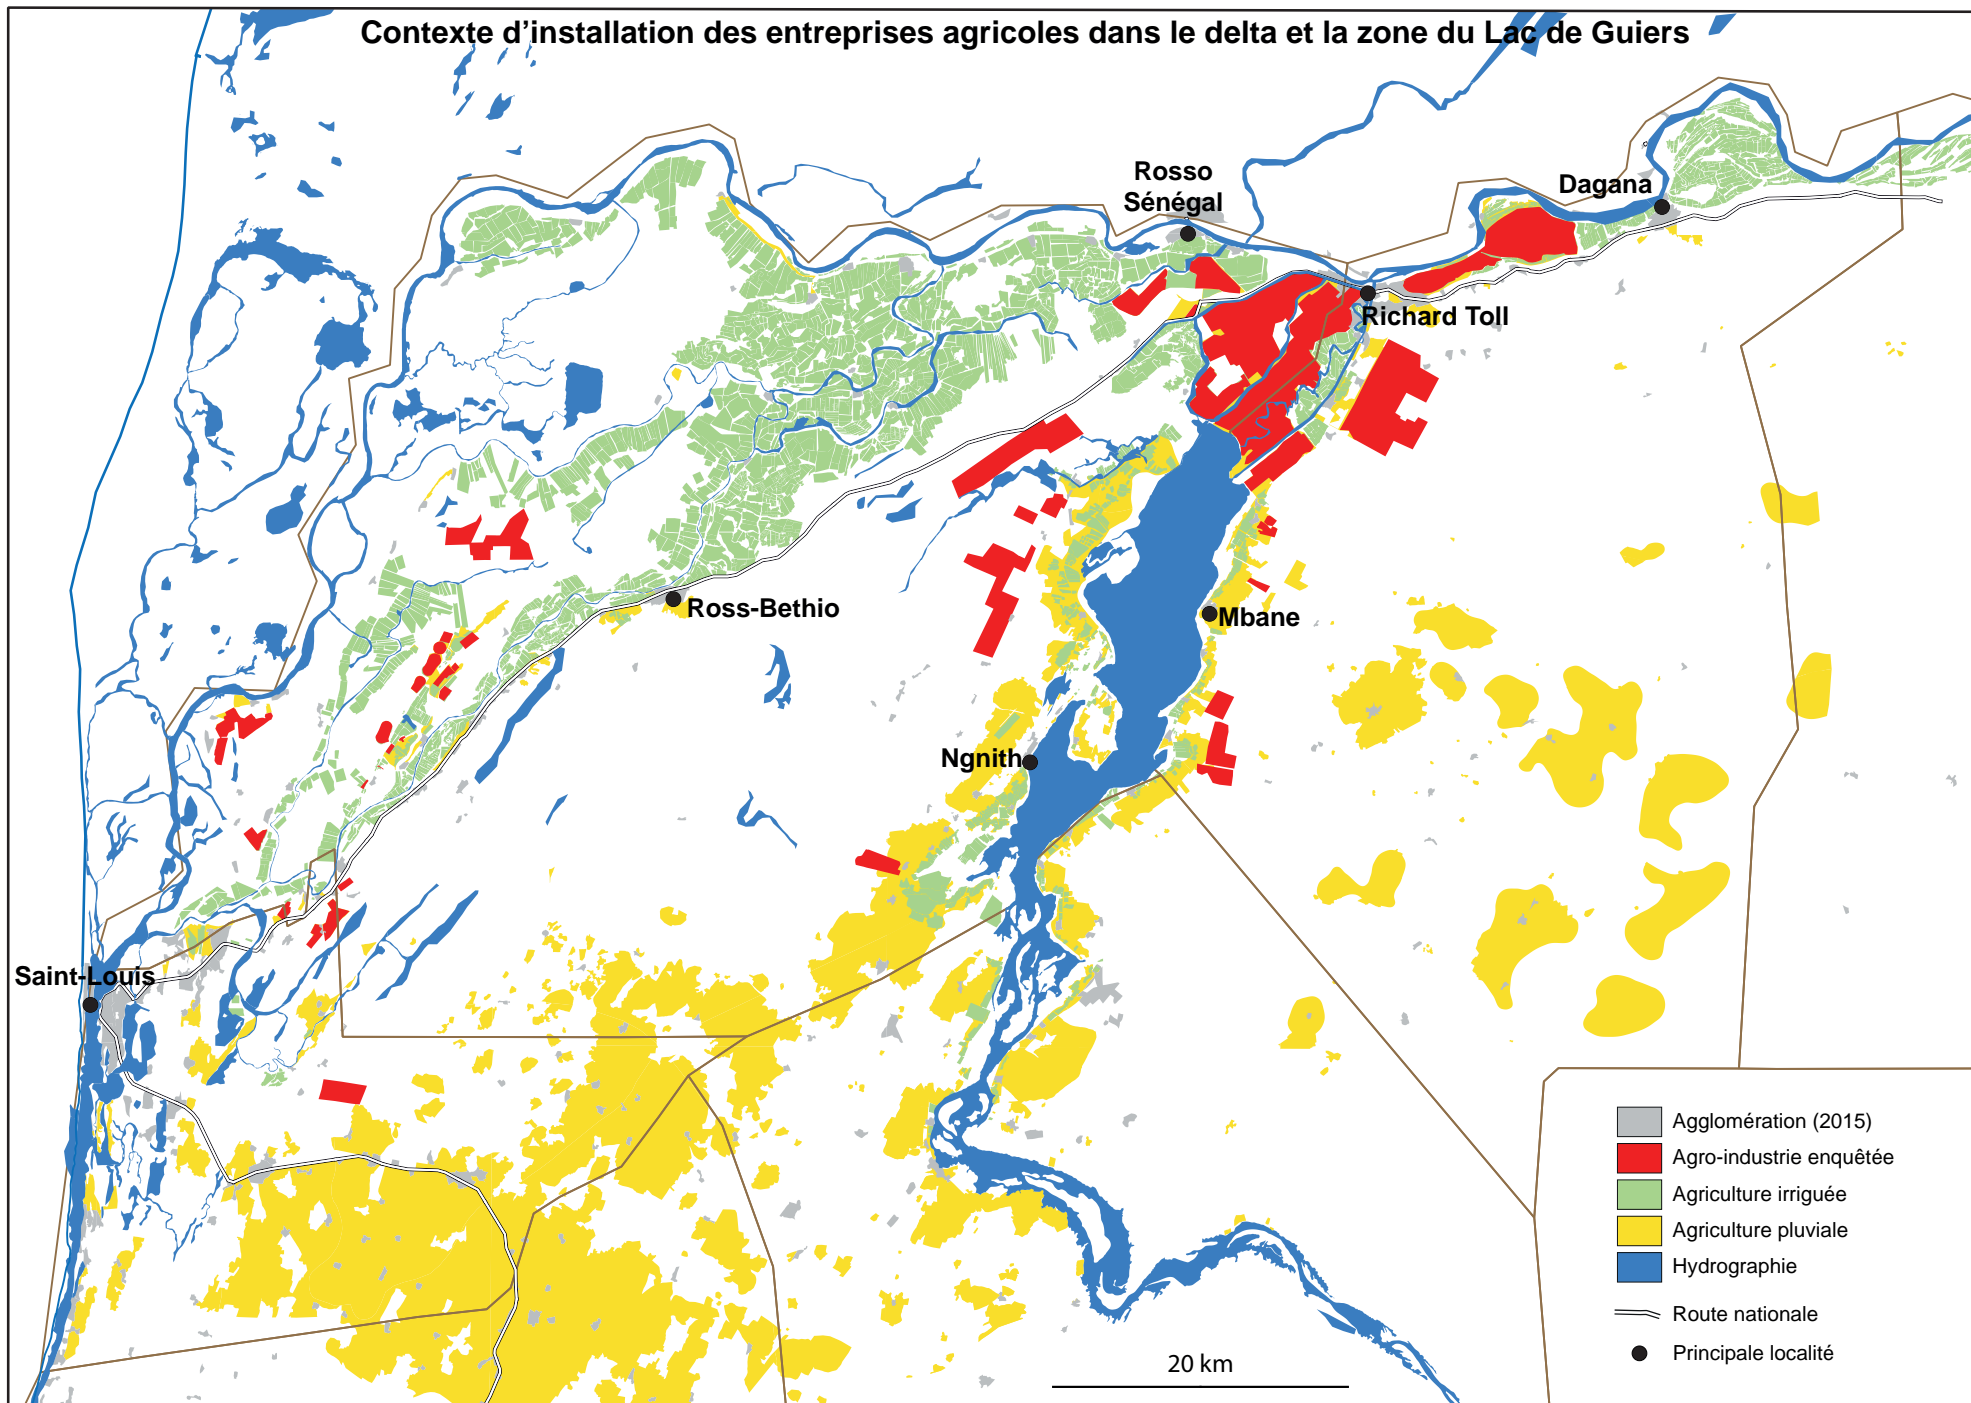 Contexte d'installation des entreprises agricoles dans le delta et la zone du Lac de Guiers
Rosso
Sénégal
Dagana
Richard Toll
Ross-Bethio
Mbane
Ngnith
Saint-Louis
Agglomération (2015)
Agro-industrie enquêtée
Agriculture irriguée
Agriculture pluviale
Hydrographie
Route nationale
Principale localité
20 km